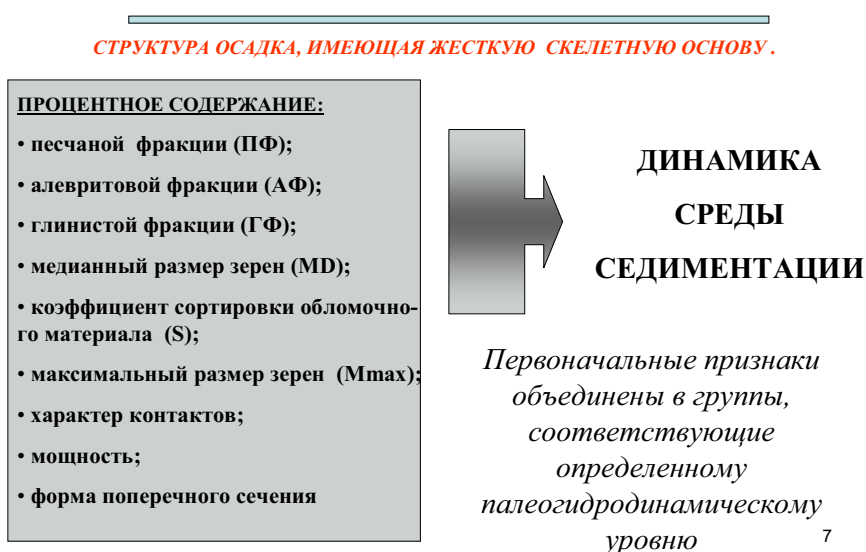 СТРУКТУРА ОСАДКА, ИМЕЮЩАЯ ЖЕСТКУЮ СКЕЛЕТНУЮ ОСНОВУ .
ПРОЦЕНТНОЕ СОДЕРЖАНИЕ:
• песчаной фракции (ПФ);
• алевритовой фракции (АФ);
• глинистой фракции (ГФ);
• медианный размер зерен (MD);
• коэффициент сортировки обломочно-
го материала (S);
• максимальный размер зерен (Mmax);
• характер контактов;
• мощность;
• форма поперечного сечения
ДИНАМИКА
СРЕДЫ
СЕДИМЕНТАЦИИ
Первоначальные признаки
объединены в группы,
соответствующие
определенному
палеогидродинамическому
уровню
7